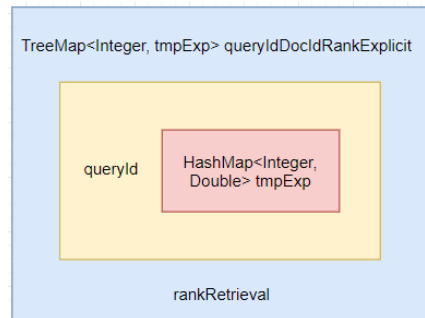 TreeMap<Integer, tmpExp> queryIdDocIdRankExplicit
queryId
HashMap<Integer,
Double> tmpExp
rankRetrieval